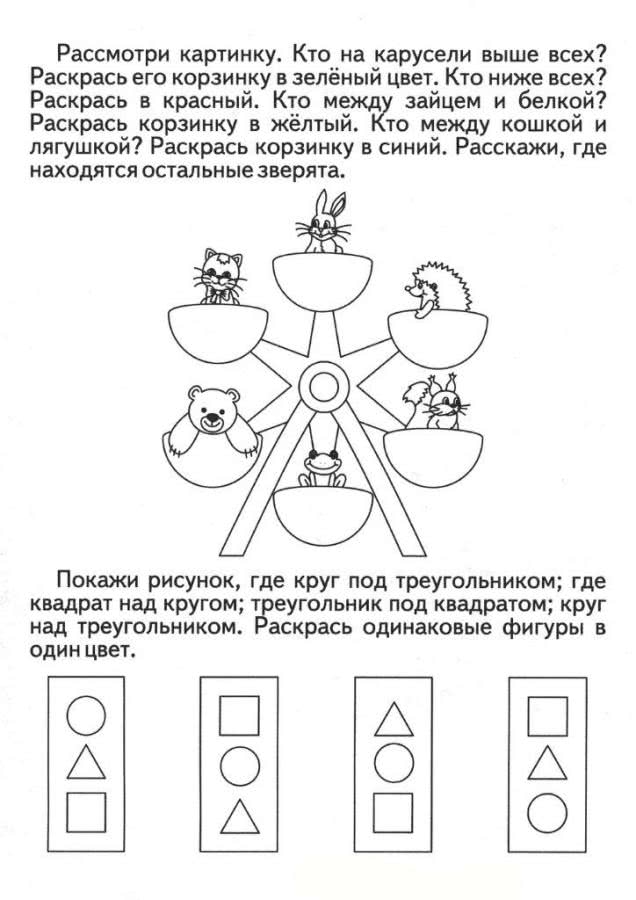 Рассмотри картинку. Кто на карусели выше всех?
Раскрась его корзинку в зелёный цвет. Кто ниже всех?
Раскрась в красный. Кто между зайцем и белкой?
Раскрась корзинку в жёлтый. Кто между кошкой и
лягушкой? Раскрась корзинку в синий. Расскажи, где
находятся остальные зверята.
Покажи рисунок, где круг под треугольником; где
квадрат над кругом; треугольник под квадратом; круг
над треугольником. Раскрась одинаковые фигуры в
один цвет.